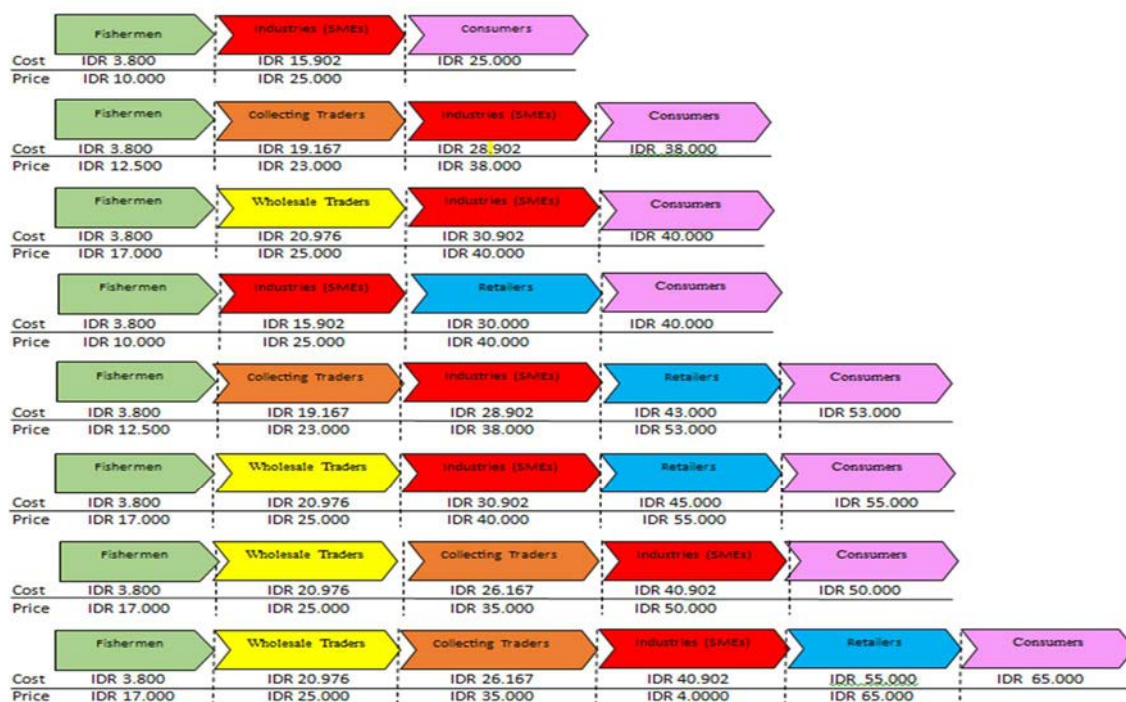 Fishermen Industries (SMEs) Consumers
Cost IDR 3.800 IDR 15.902 IDR 25.000
Price IDR 10.000 IDR 25.000
Fishermen Collecting Traders Industries (SMEs) Consumers
Cost IDR 3.800 IDR 19.167 IDR 28.902 IDR 38.000
Price IDR 12.500 IDR 23.000 IDR 38.000
Fishermen Wholesale Traders Industries (SMEs) Consumers
Cost IDR 3.800 IDR 20.976 IDR 30.902 IDR 40.000
Price IDR 17.000 IDR 25.000 IDR 40.000
Fishermen Industries (SMEs) Retailers Consumers
Cost IDR 3.800 IDR 15.902 IDR 30.000 IDR 40.000
Price IDR 10.000 IDR 25.000 IDR 40.000
Fishermen Collecting Traders Industries (SMEs) Retailers Consumers
Cost IDR 3.800 IDR 19.167 IDR 28.902 IDR 43.000 IDR 53.000
Price IDR 12.500 IDR 23.000 IDR 38.000 IDR 53.000
Fishermen Wholesale Traders Industries (SMEs) Retailers Consumers
Cost IDR 3.800 IDR 20.976 IDR 30.902 IDR 45.000 IDR 55.000
Price IDR 17.000 IDR 25.000 IDR 40.000 IDR 55.000
Fishermen Wholesale Traders Collecting Traders Industries (SMEs) Consumers
Cost IDR 3.800 IDR 20.976 IDR 26.167 IDR 40.902 IDR 50.000
Price IDR 17.000 IDR 25.000 IDR 35.000 IDR 50.000
Fishermen Wholesale Traders Collecting Traders Industries (SMEs) Retailers Consumers
Cost IDR 3.800 IDR 20.976 IDR 26.167 IDR 40.902 IDR 55.000 IDR 65.000
Price IDR 17.000 IDR 25.000 IDR 35.000 IDR 4.0000 IDR 65.000